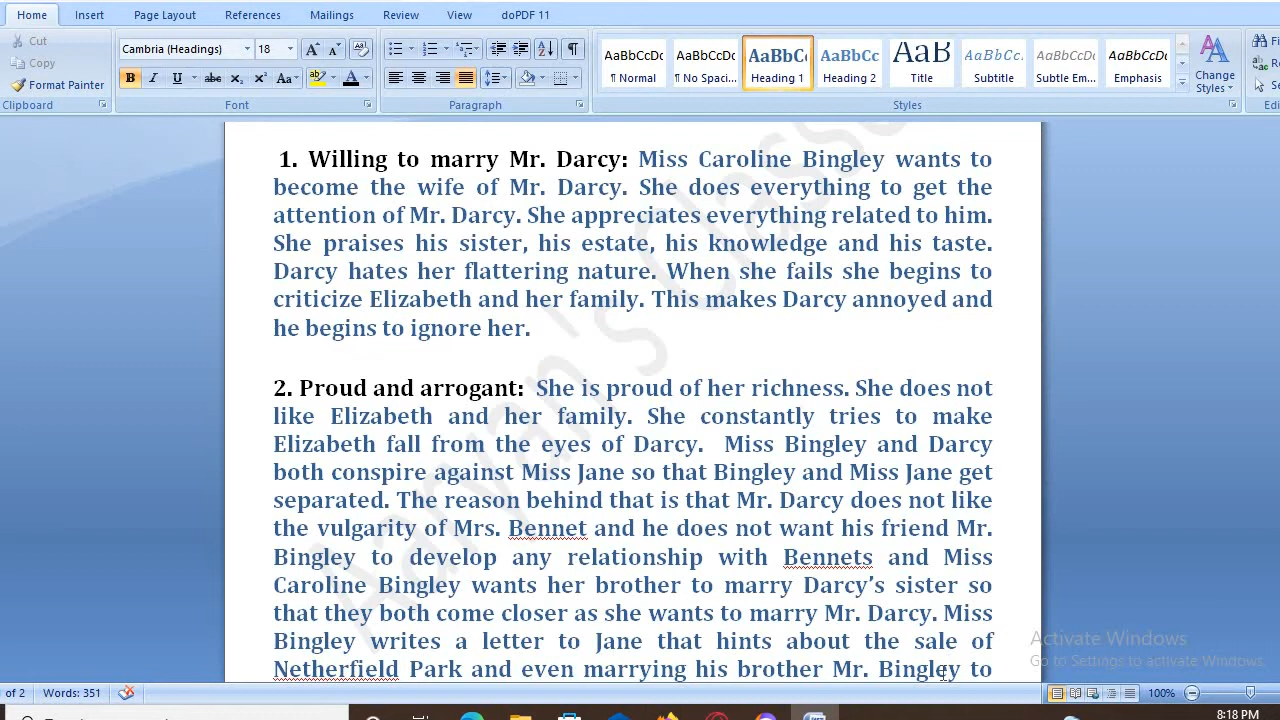 Home Insert Page Layout References Mailings Review View doPDF 11
Cut
Copy
Format Painter
Clipboard
Cambria (Headings) 18
Font
Paragraph
AaBbCcDc AaBbCcDc AaBbC AaBbCc AaB AaBbCc. AaBbCcDc AaBbCcDc
¶ Normal ¶ No Spaci... Heading 1 Heading 2 Title Subtitle Subtle Em... Emphasis
Change
Styles
Styles
1. Willing to marry Mr. Darcy: Miss Caroline Bingley wants to
become the wife of Mr. Darcy. She does everything to get the
attention of Mr. Darcy. She appreciates everything related to him.
She praises his sister, his estate, his knowledge and his taste.
Darcy hates her flattering nature. When she fails she begins to
criticize Elizabeth and her family. This makes Darcy annoyed and
he begins to ignore her.
2. Proud and arrogant: She is proud of her richness. She does not
like Elizabeth and her family. She constantly tries to make
Elizabeth fall from the eyes of Darcy. Miss Bingley and Darcy
both conspire against Miss Jane so that Bingley and Miss Jane get
separated. The reason behind that is that Mr. Darcy does not like
the vulgarity of Mrs. Bennet and he does not want his friend Mr.
Bingley to develop any relationship with Bennets and Miss
Caroline Bingley wants her brother to marry Darcy’s sister so
that they both come closer as she wants to marry Mr. Darcy. Miss
Bingley writes a letter to Jane that hints about the sale of
Netherfield Park and even marrying his brother Mr. Bingley to
Aaryan's Classes
Activate Windows
Go to Settings to activate Windows.
of 2 Words: 351 100%
8:18 PM